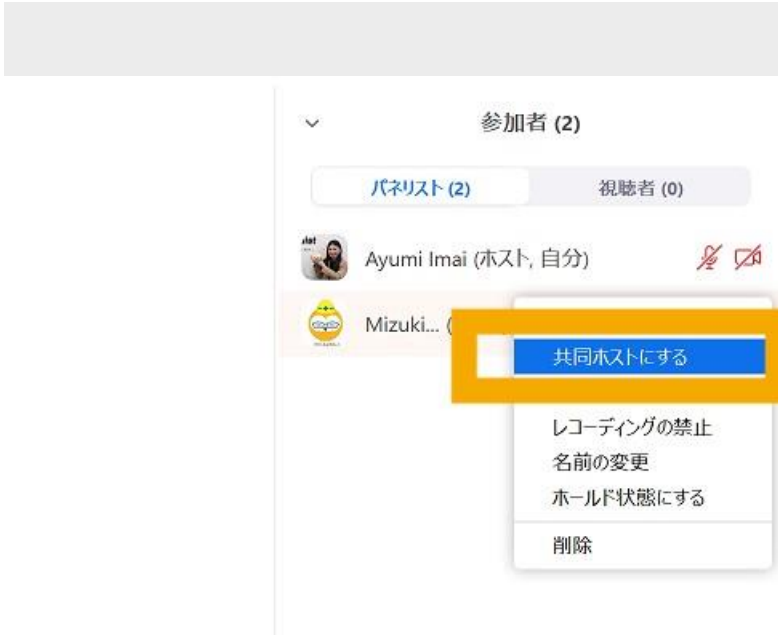 参加者 (2)
パネリスト (2)
視聴者 (0)
Ayumi Imai (ホスト, 自分)
Mizuki... (
共同ホストにする
レコーディングの禁止
名前の変更
ホールド状態にする
削除